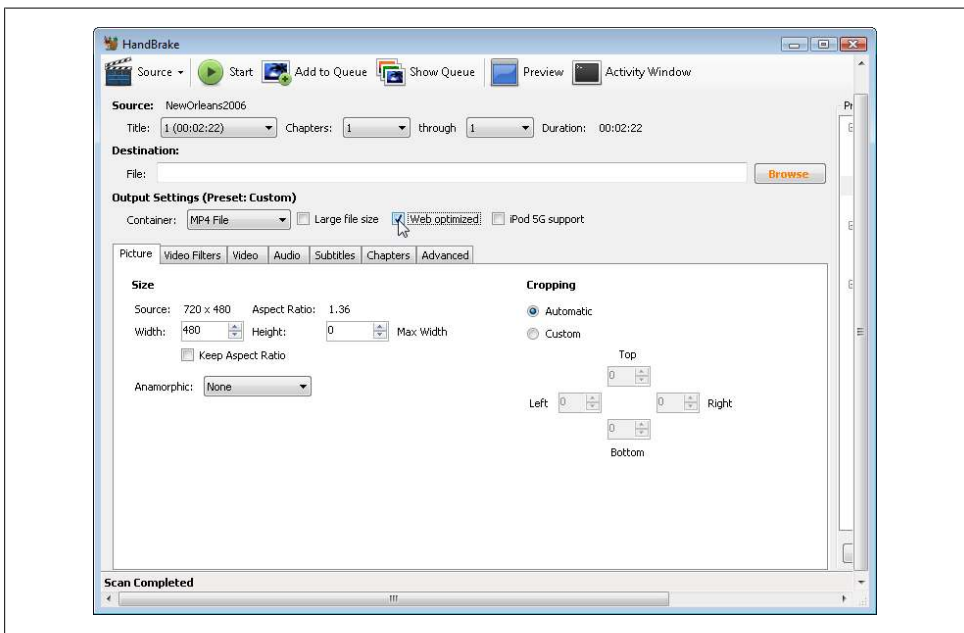 HandBrake
Source Start Add to Queue Show Queue Preview Activity Window
Source: NewOrleans2006
Title: 1 (00:02:22) Chapters: 1 through 1 Duration: 00:02:22
Destination:
File: Browse
Output Settings (Preset: Custom)
Container: MP4 File Large file size Web optimized iPod 5G support
Picture Video Filters Video Audio Subtitles Chapters Advanced
Size Cropping
Source: 720 x 480 Aspect Ratio: 1.36 Automatic
Width: 480 Height: 0 Max Width Custom
Keep Aspect Ratio Top
0
Anamorphic: None
Left 0 0 Right
0
Bottom
Scan Completed